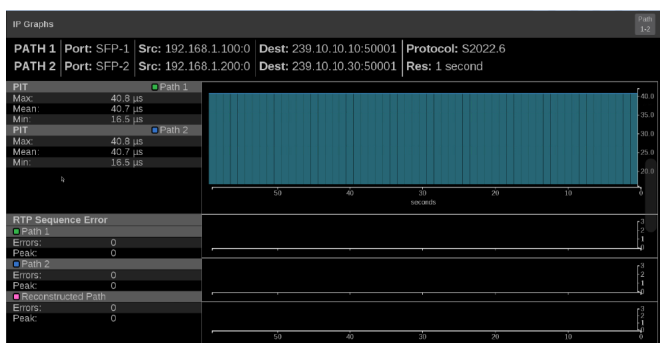 IP Graphs
Path
1-2
PATH 1 Port: SFP-1 Src: 192.168.1.100:0 Dest: 239.10.10.10:50001 Protocol: S2022.6
PATH 2 Port: SFP-2 Src: 192.168.1.200:0 Dest: 239.10.10.30:50001 Res: 1 second
PIT Path 1
Max: 40.8 µs
Mean: 40.7 µs
Min: 16.5 µs
PIT Path 2
Max: 40.8 µs
Mean: 40.7 µs
Min: 16.5 µs
40.0
35.0
30.0
25.0
20.0
50 40 30 20 10 0
seconds
RTP Sequence Error
Path 1
Errors: 0
Peak: 0
3
2
1
0
Path 2
Errors: 0
Peak: 0
3
2
1
0
Reconstructed Path
Errors: 0
Peak: 0
3
2
1
0
50 40 30 20 10 0